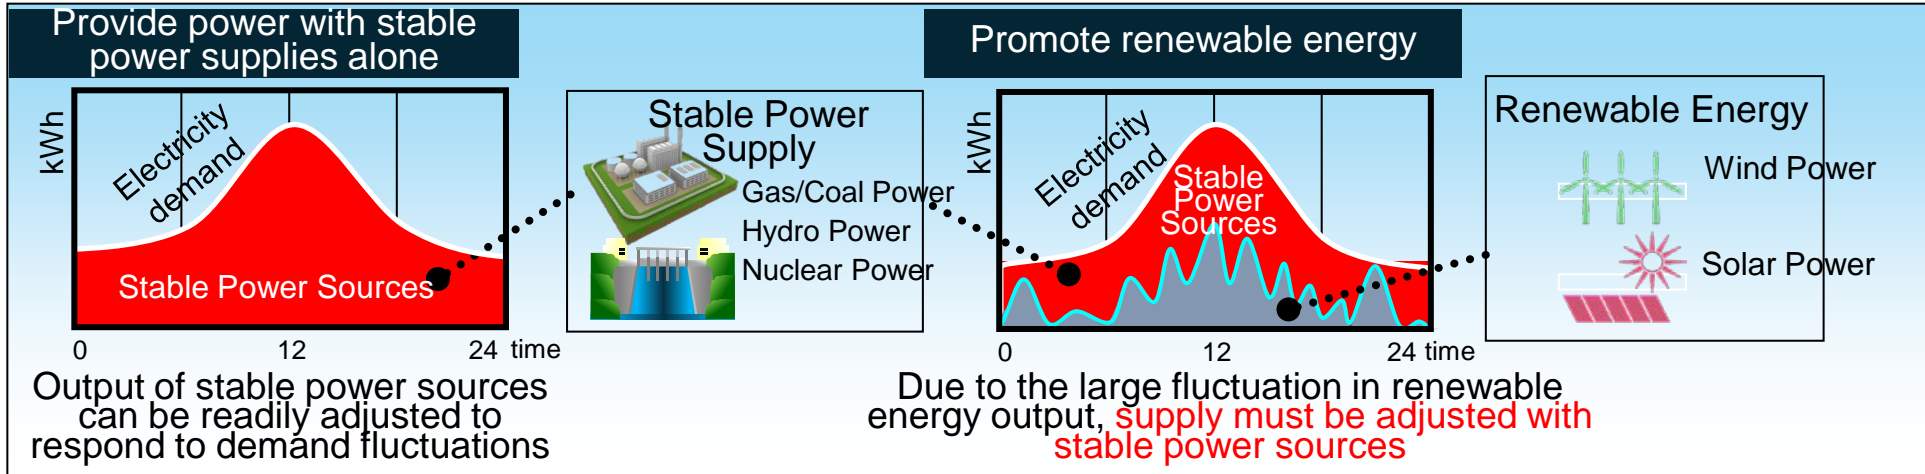 Provide power with stable
power supplies alone
kWh
Electricity
demand
Stable Power Sources
0
12
24
time
Output of stable power sources
can be readily adjusted to
respond to demand fluctuations
Stable Power
Supply
Gas/Coal Power
Hydro Power
Nuclear Power
Promote renewable energy
kWh
Electricity
demand
Stable
Power
Sources
0
12
24 time
Due to the large fluctuation in renewable
energy output, supply must be adjusted with
stable power sources
Renewable Energy
Wind Power
Solar Power